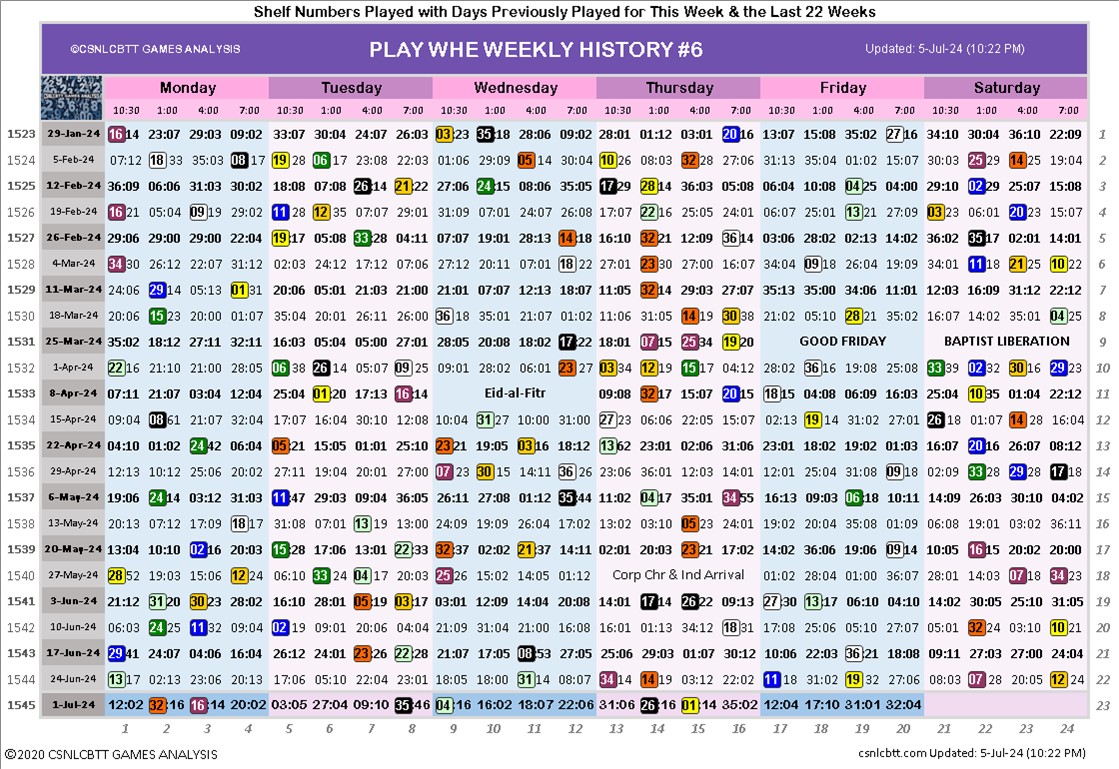 Shelf Numbers Played with Days Previously Played for This Week & the Last 22 Weeks
©CSNLCBTT GAMES ANALYSIS PLAY WHE WEEKLY HISTORY #6 Updated: 5-Jul-24 (10:22 PM)
Monday Tuesday Wednesday Thursday Friday Saturday
10:30 1:00 4:00 7:00 10:30 1:00 4:00 7:00 10:30 1:00 4:00 7:00 10:30 1:00 4:00 7:00 10:30 1:00 4:00 7:00 10:30 1:00 4:00 7:00
1523 29-Jan-24 16 14 23:07 29:03 09:02 33:07 30:04 24:07 26:03 03 23 35 18 28:06 09:02 28:01 01:12 03:01 20 16 13:07 15:08 35:02 27 16 34:10 30:04 36:10 22:09 1
1524 5-Feb-24 07:12 18 33 35:03 08 17 19 28 06 17 23:08 22:03 01:06 29:09 11 14 30:04 10 26 08:03 32 28 27:06 31:13 35:04 01:02 15:07 30:03 25 29 14 25 19:04 2
1525 12-Feb-24 36:09 06:06 31:03 30:02 18:08 07:08 26 14 21 22 27:06 24 15 08:06 35:05 17 29 28 14 36:03 05:08 06:04 10:08 04 25 04:00 29:10 02 29 25:07 15:08 3
1526 19-Feb-24 16 21 05:04 09 19 29:02 11 28 12 35 07:07 29:01 31:09 07:01 24:07 26:08 17:07 22 16 25:05 24:01 06:07 25:01 13 21 27:09 03 23 06:01 20 23 15:07 4
1527 26-Feb-24 29:06 29:00 29:00 22:04 19 17 05:08 33 28 04:11 07:07 19:01 28:13 14 18 16:10 32 21 12:09 36 14 03:06 28:02 02:13 14:02 36:02 35 17 02:01 14:01 5
1528 4-Mar-24 34 30 26:12 07:22 31:12 02:03 24:12 17:12 07:06 27:12 20:11 07:01 18 22 27:01 23 30 22:08 18:01 34:04 09 18 26:04 19:09 34:01 11 18 21 25 10 22 6
1529 11-Mar-24 24:06 29 14 05:13 01 31 20:06 05:01 21:03 21:00 21:01 07:07 12:13 18:07 11:05 32 14 29:03 27:07 35:13 35:00 34:06 11:01 12:03 16:09 31:12 22:12 7
1530 18-Mar-24 20:06 15 23 20:00 01:07 35:04 20:01 28:11 23:09 36 18 35:01 09:11 21:06 35:01 14 19 30 38 21:02 05:10 28 21 35:02 16:07 14:02 35:01 04 25 8
1531 25-Mar-24 35:02 18:12 27:11 32:11 16:03 05:04 05:00 27:01 28:05 20:08 18:02 17 22 18:01 07 15 25 34 19 20 GOOD FRIDAY BAPTIST LIBERATION 9
1532 1-Apr-24 22 16 21:10 21:00 28:05 06 38 26 14 05:07 09 25 09:01 28:02 06:01 23 27 03 34 12 19 15 17 04:12 28:01 36 16 19:08 25:08 33 39 02 32 30 16 29 23 10
1533 8-Apr-24 07:11 21:07 03:04 12:04 25:04 01 20 17:13 16 14 Eid-al-Fitr 09:08 32 17 15:07 20 15 18 15 04:08 06:09 16:03 25:04 10 35 01:04 22:12 11
1534 15-Apr-24 09:04 08 61 21:07 27:03 17:07 16:04 30:10 12:08 10:04 31 27 10:00 31:00 27 23 06:12 22:05 15:07 02:13 19 14 12:02 27:01 26 18 01:07 14 28 16:04 12
1535 22-Apr-24 04:10 01:02 24 42 06:04 05 21 15:05 01:01 25:10 23 21 19:05 03 16 18:12 13 62 23:01 02:06 31:06 23:01 18:02 19:02 01:03 16:07 20 16 26:07 08:12 13
1536 29-Apr-24 12:13 10:12 25:06 20:02 27:11 19:04 20:01 27:00 07 23 30 15 14:11 36 26 23:06 36:01 12:03 14:01 12:01 25:04 31:08 09 18 02:09 33 28 29 28 17 18 14
1537 6-May-24 19:06 24 14 03:12 31:03 11 47 29:03 09:04 36:05 26:11 27:08 01:12 35 44 11:02 04 17 35:01 34 55 16:13 09:03 06 18 10:11 14:09 26:03 30:10 04:02 15
1538 13-May-24 20:13 07:12 17:09 18 17 31:08 07:01 13 19 13:00 24:09 19:09 26:04 17:02 13:02 03:10 05 23 24:01 19:02 20:04 35:08 01:09 06:08 19:01 03:02 36:11 16
1539 20-May-24 13:04 10:10 02 16 20:03 15 28 17:06 13:01 22 33 32 37 02:02 21 37 14:11 02:01 20:03 23 21 17:02 14:02 36:06 19:06 09 14 10:05 16 15 20:02 20:00 17
1540 27-May-24 28 52 19:03 15:06 12 24 06:10 33 24 04 17 20:03 25 26 15:02 14:05 01:12 Corp Chr & Ind Arrival 01:02 28:04 01:00 36:07 28:01 14:03 07 18 34 23 18
1541 3-Jun-24 21:12 31 20 30 23 28:02 16:10 28:01 05 19 03 17 03:01 12:09 14:04 20:08 14:01 17 14 26 22 09:13 27 30 13 17 06:10 04:10 14:02 30:05 25:10 31:05 19
1542 10-Jun-24 06:03 24 25 11 32 09:04 02 19 09:01 20:06 04:04 21:09 31:04 21:00 16:08 16:01 01:13 34:12 18 31 17:08 25:06 05:10 27:07 05:01 32 24 03:10 10 21 20
1543 17-Jun-24 29 41 24:07 04:06 16:04 26:12 24:01 23 26 22 28 21:07 17:05 08 53 27:05 25:06 29:03 01:07 30:12 10:06 22:03 36 21 18:08 09:11 27:03 27:00 24:04 21
1544 24-Jun-24 13 17 02:13 23:06 20:13 17:06 05:10 22:04 23:01 18:05 18:00 31 14 08:07 34 14 14 19 03:12 22:02 11 18 31:08 19 32 27:06 08:03 07 28 20:05 12 24 22
1545 1-Jul-24 12:02 32 16 16 14 20:02 03:05 27:04 09:10 35 46 04 16 16:02 18:07 22:06 31:06 26 16 01 14 35:02 12:04 17:10 31:01 32:04 23
1 2 3 4 5 6 7 8 9 10 11 12 13 14 15 16 17 18 19 20 21 22 23 24
©2020 CSNLCBTT GAMES ANALYSIS csnlcbtt.com Updated: 5-Jul-24 (10:22 PM)